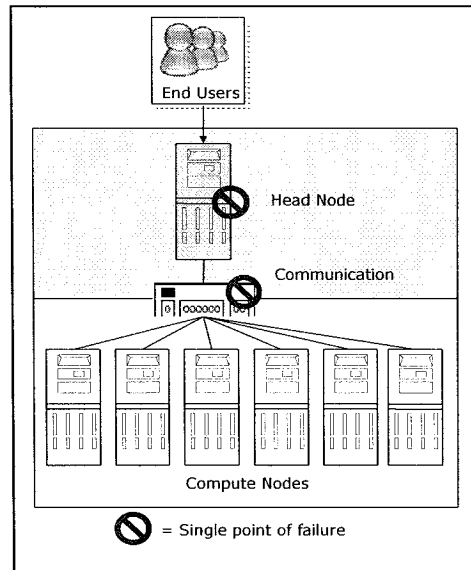 End Users
Head Node
Communication
Compute Nodes
= Single point of failure